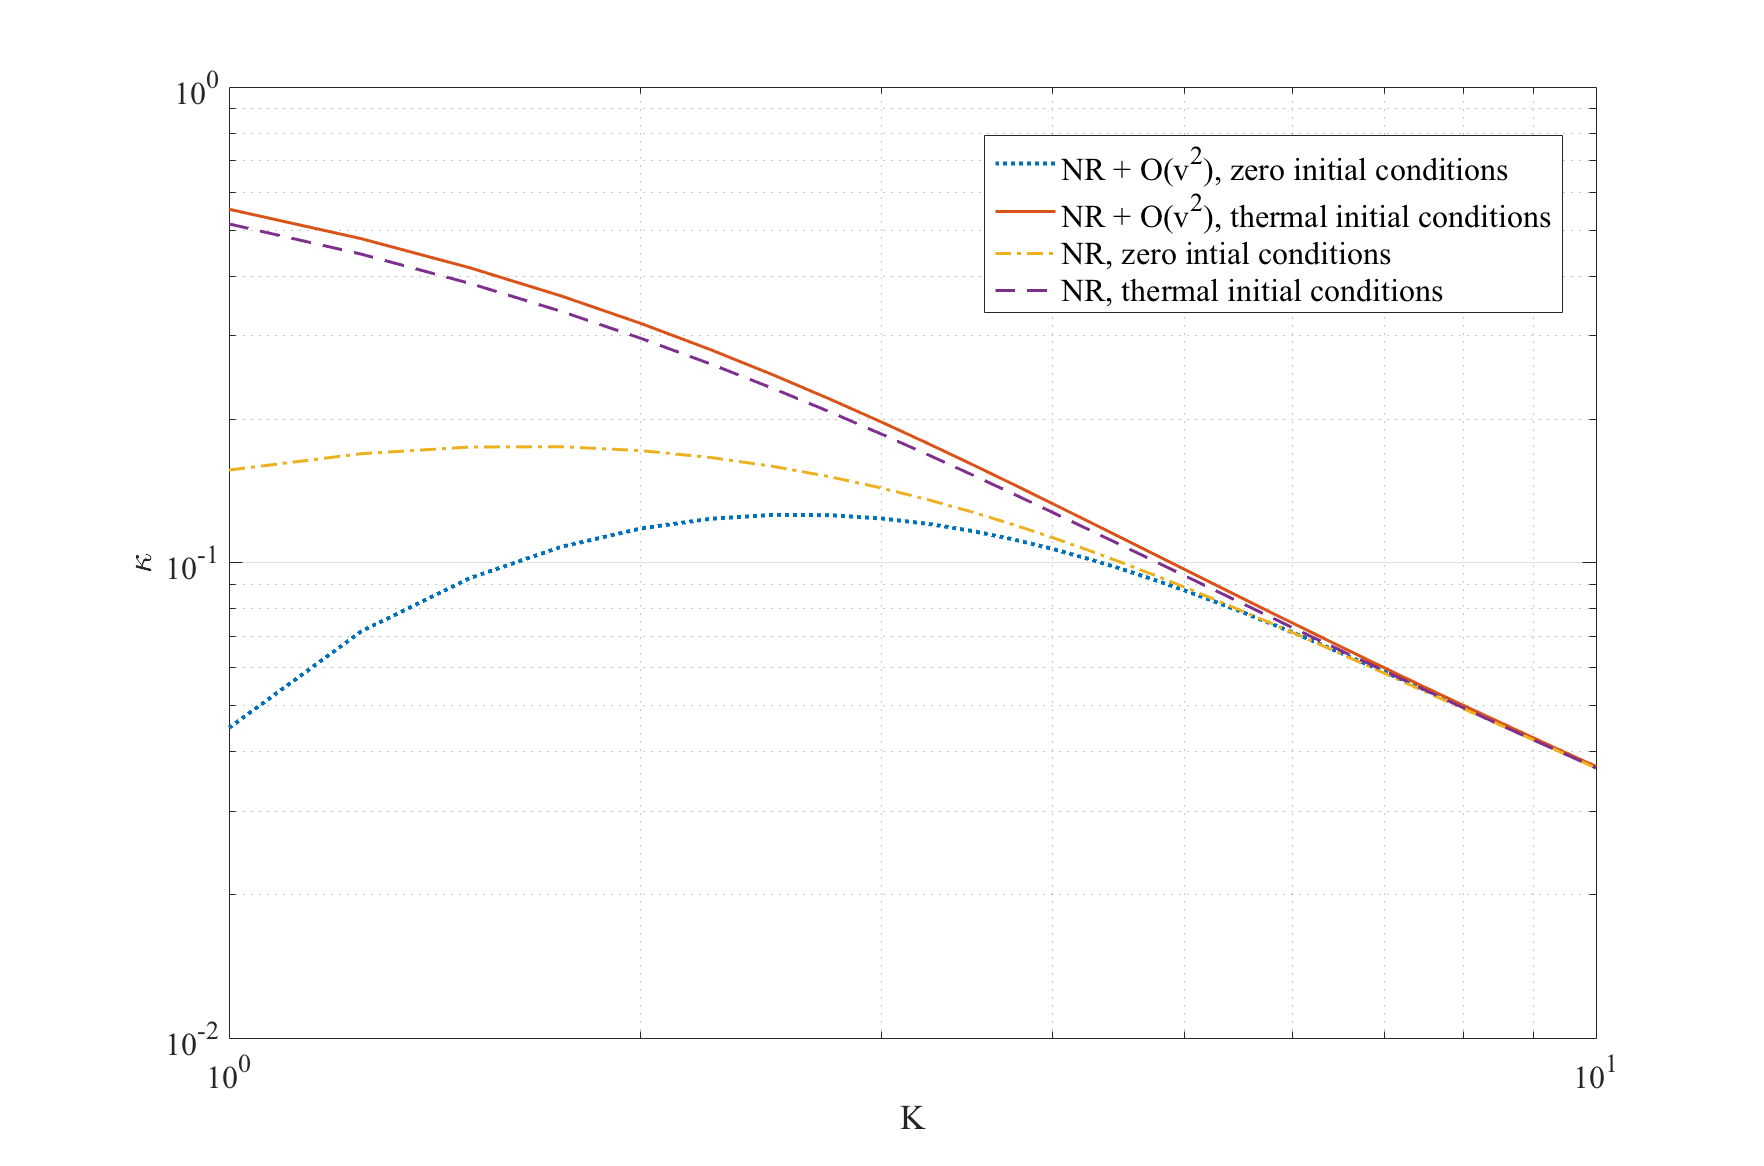 10^0
NR + O(v^2), zero initial conditions
NR + O(v^2), thermal initial conditions
NR, zero intial conditions
NR, thermal initial conditions
κ
10^-1
10^-2
10^0
10^1
K